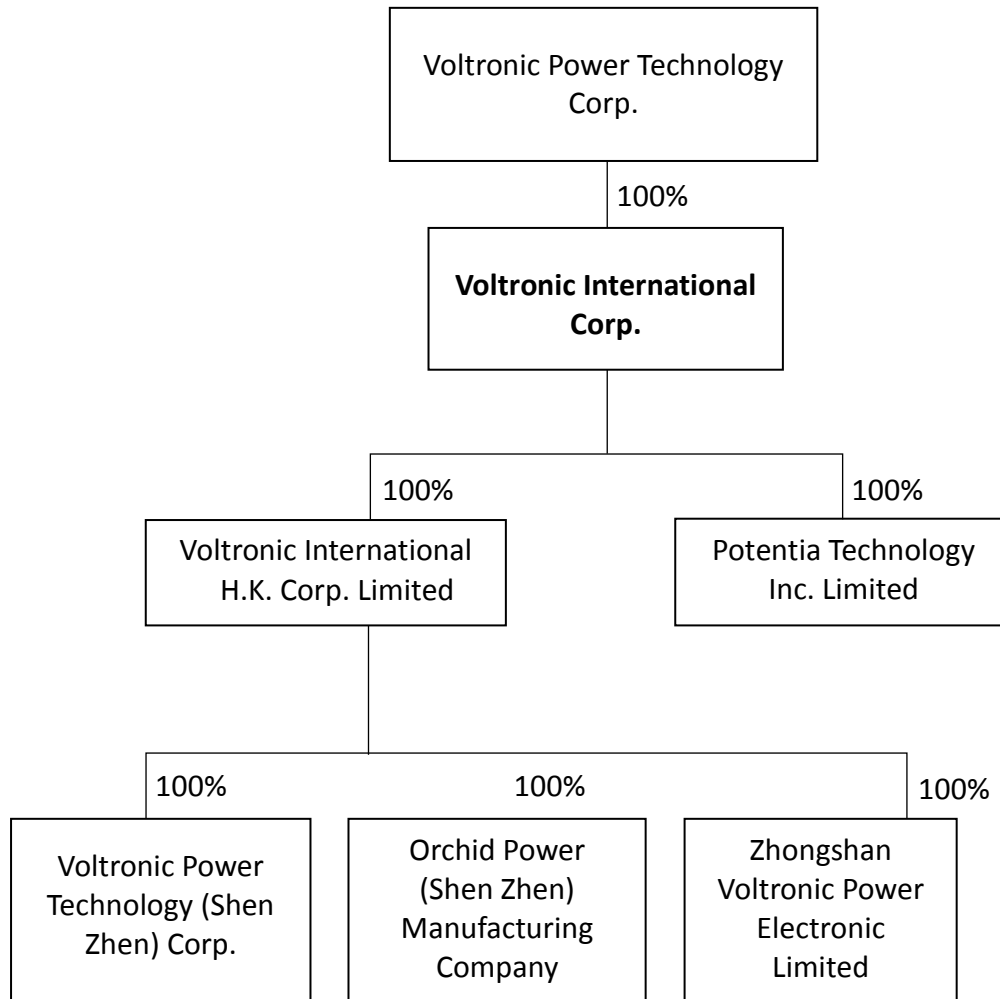 Voltronic Power Technology
Corp.
100%
Voltronic International
Corp.
100%
100%
Voltronic International
H.K. Corp. Limited
Potentia Technology
Inc. Limited
100%
100%
100%
Voltronic Power
Technology (Shen
Zhen) Corp.
Orchid Power
(Shen Zhen)
Manufacturing
Company
Zhongshan
Voltronic Power
Electronic
Limited